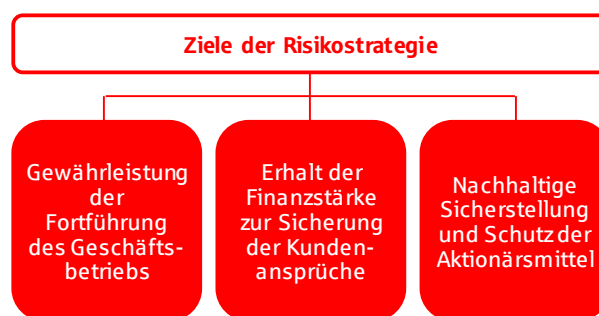 Ziele der Risikostrategie
Gewährleistung
der
Fortführung
des Geschäfts-
betriebs
Erhalt der
Finanzstärke
zur Sicherung
der Kunden-
ansprüche
Nachhaltige
Sicherstellung
und Schutz der
Aktionärsmittel